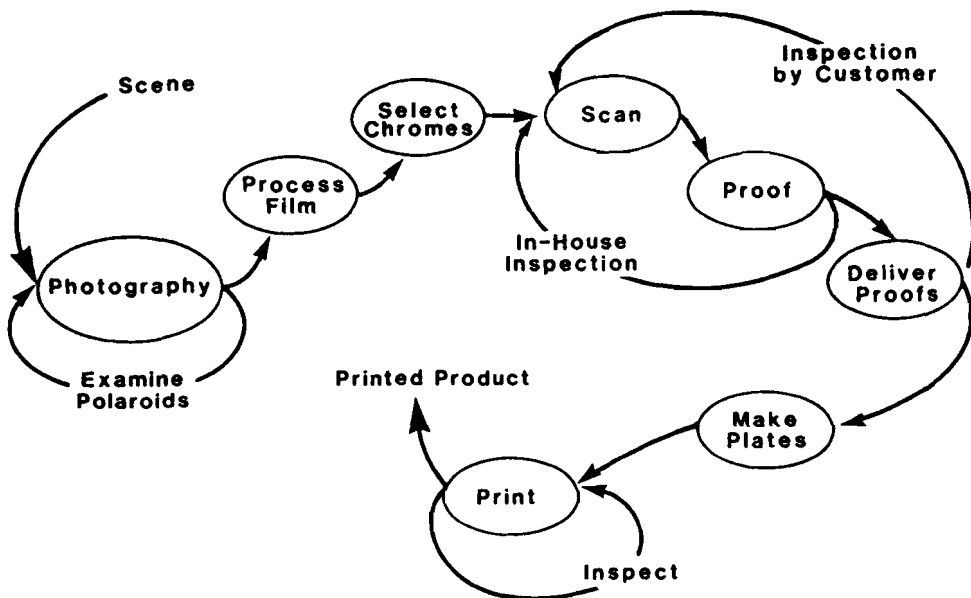 Scene
Photography
Examine
Polaroids
Process
Film
Select
Chromes
Scan
Proof
In-House
Inspection
Inspection
by Customer
Deliver
Proofs
Make
Plates
Print
Inspect
Printed Product